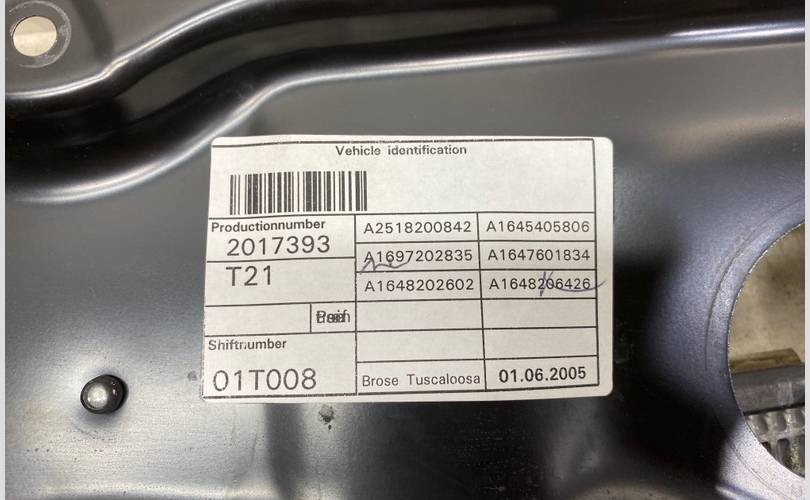 Vehicle identification
Productionnumber
2017393
T21
A2518200842 A1645405806
A1697202835 A1647601834
A1648202602 A1648206426
Shiftnumber
01T008
Brose Tuscaloosa 01.06.2005